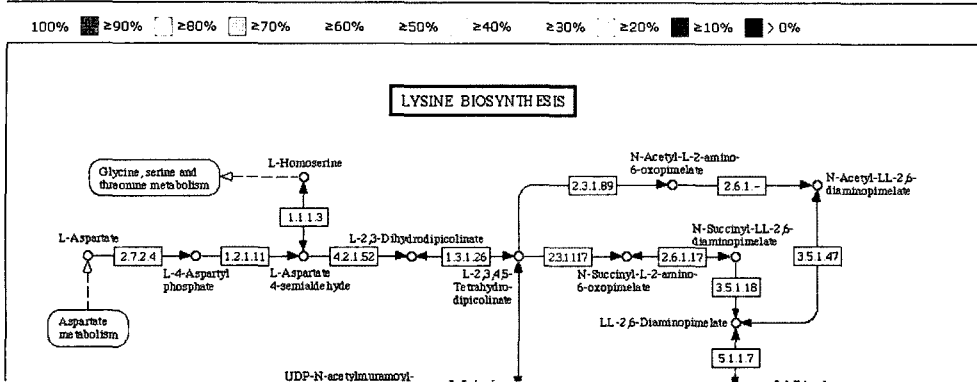 100% ≥90% ≥80% ≥70% ≥60% ≥50% ≥40% ≥30% ≥20% ≥10% >0%
LYSINE BIOSYNTHESIS
Glycine, serine and
threonine metabolism
L-Homoserine
1.1.1.3
N-Acetyl-L-2-amino-
6-oxopimelate
2.3.1.89
2.6.1.-
N-Acetyl-LL-2,6-
diaminopimelate
L-Aspartate
2.7.2.4
L-4-Aspartyl
phosphate
1.2.1.11
L-Aspartate
4-semialdehyde
4.2.1.52
L-2,3-Dihydrodipicolinate
1.3.1.26
L-2,3,4,5-
Tetrahydro-
dipicolinate
2.3.1.117
N-Succinyl-L-2-amino-
6-oxopimelate
2.6.1.17
N-Succinyl-LL-2,6-
diaminopimelate
3.5.1.18
3.5.1.47
Aspartate
metabolism
LL-2,6-Diaminopimelate
5.1.1.7
UDP-N-acetylmuramoyl-